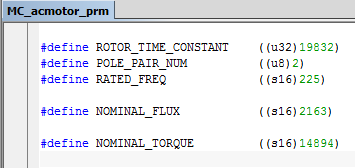 MC_acmotor_prm
#define ROTOR_TIME_CONSTANT ((u32)19832)
#define POLE_PAIR_NUM ((u8)2)
#define RATED_FREQ ((s16)225)
#define NOMINAL_FLUX ((s16)2163)
#define NOMINAL_TORQUE ((s16)14894)